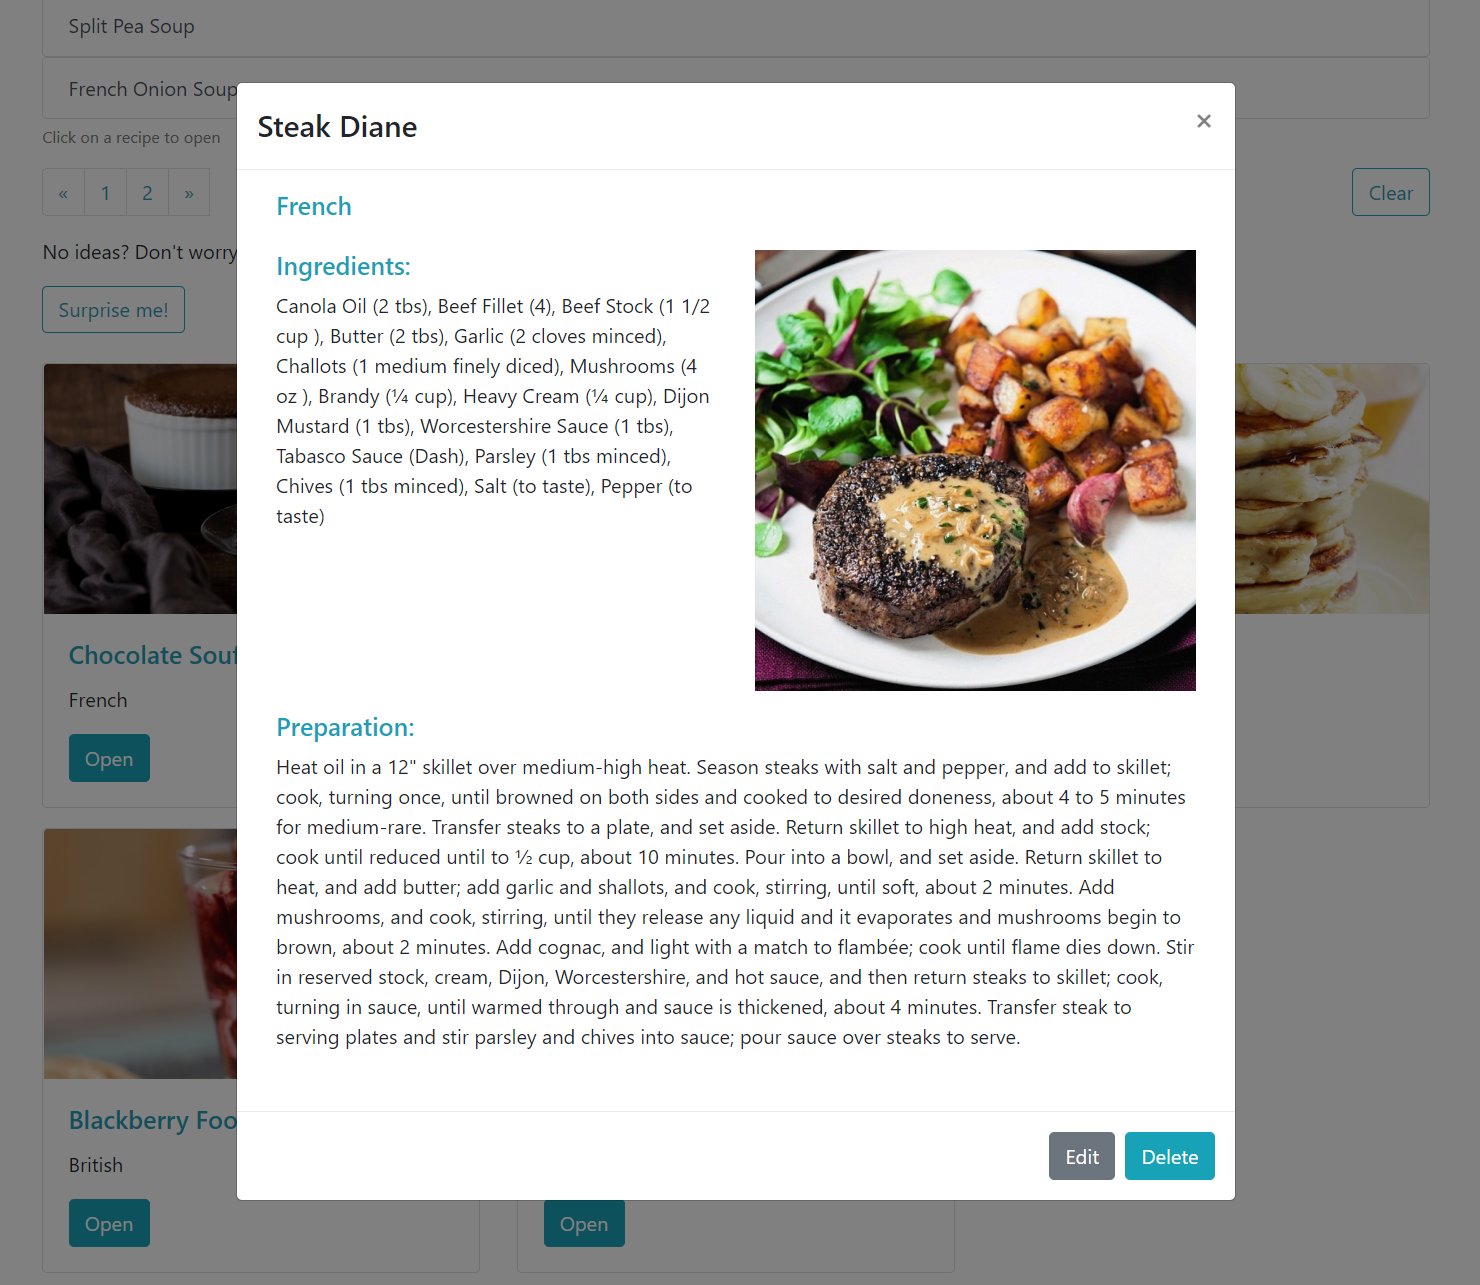 Split Pea Soup
French Onion Soup
Click on a recipe to open
« 1 2 »
Clear
No ideas? Don't worry
Surprise me!
Chocolate
French
Open
Blackberry
British
Open
Open
Steak Diane
×
French
Ingredients:
Canola Oil (2 tbs), Beef Fillet (4), Beef Stock (1 1/2
cup ), Butter (2 tbs), Garlic (2 cloves minced),
Challots (1 medium finely diced), Mushrooms (4
oz ), Brandy (¼ cup), Heavy Cream (¼ cup), Dijon
Mustard (1 tbs), Worcestershire Sauce (1 tbs),
Tabasco Sauce (Dash), Parsley (1 tbs minced),
Chives (1 tbs minced), Salt (to taste), Pepper (to
taste)
Preparation:
Heat oil in a 12" skillet over medium-high heat. Season steaks with salt and pepper, and add to skillet;
cook, turning once, until browned on both sides and cooked to desired doneness, about 4 to 5 minutes
for medium-rare. Transfer steaks to a plate, and set aside. Return skillet to high heat, and add stock;
cook until reduced until to ½ cup, about 10 minutes. Pour into a bowl, and set aside. Return skillet to
heat, and add butter; add garlic and shallots, and cook, stirring, until soft, about 2 minutes. Add
mushrooms, and cook, stirring, until they release any liquid and it evaporates and mushrooms begin to
brown, about 2 minutes. Add cognac, and light with a match to flambée; cook until flame dies down. Stir
in reserved stock, cream, Dijon, Worcestershire, and hot sauce, and then return steaks to skillet; cook,
turning in sauce, until warmed through and sauce is thickened, about 4 minutes. Transfer steak to
serving plates and stir parsley and chives into sauce; pour sauce over steaks to serve.
Edit
Delete